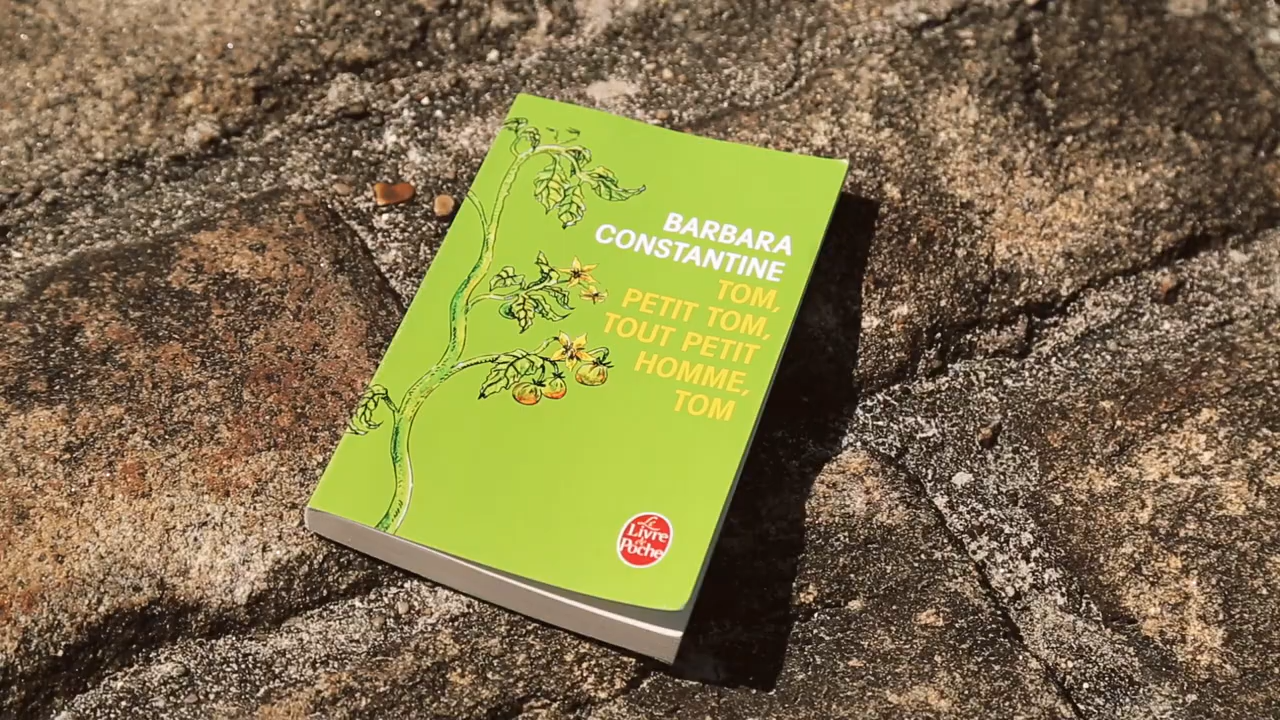 BARBARA
CONSTANTINE
TOM,
PETIT TOM,
TOUT PETIT
HOMME,
TOM
Le
Livre
de
Poche